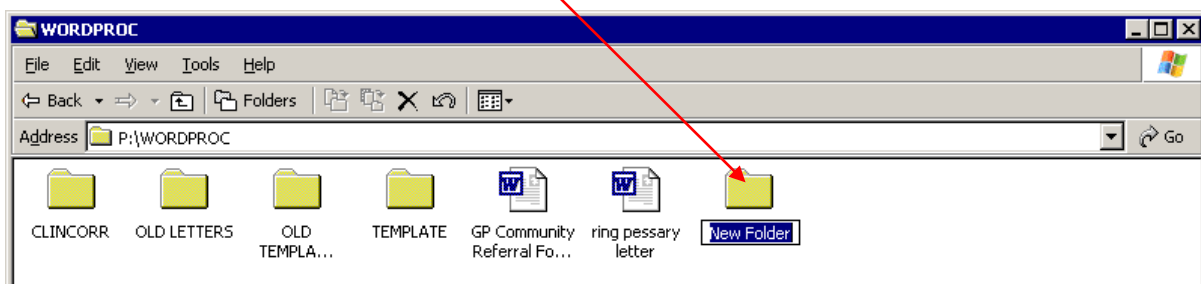 WORDPROC
File Edit View Tools Help
Back Folders
Address P:\WORDPROC Go
CLINCORR OLD LETTERS OLD TEMPLATE GP Community ring pessary New Folder
TEMPLA... Referral Fo... letter